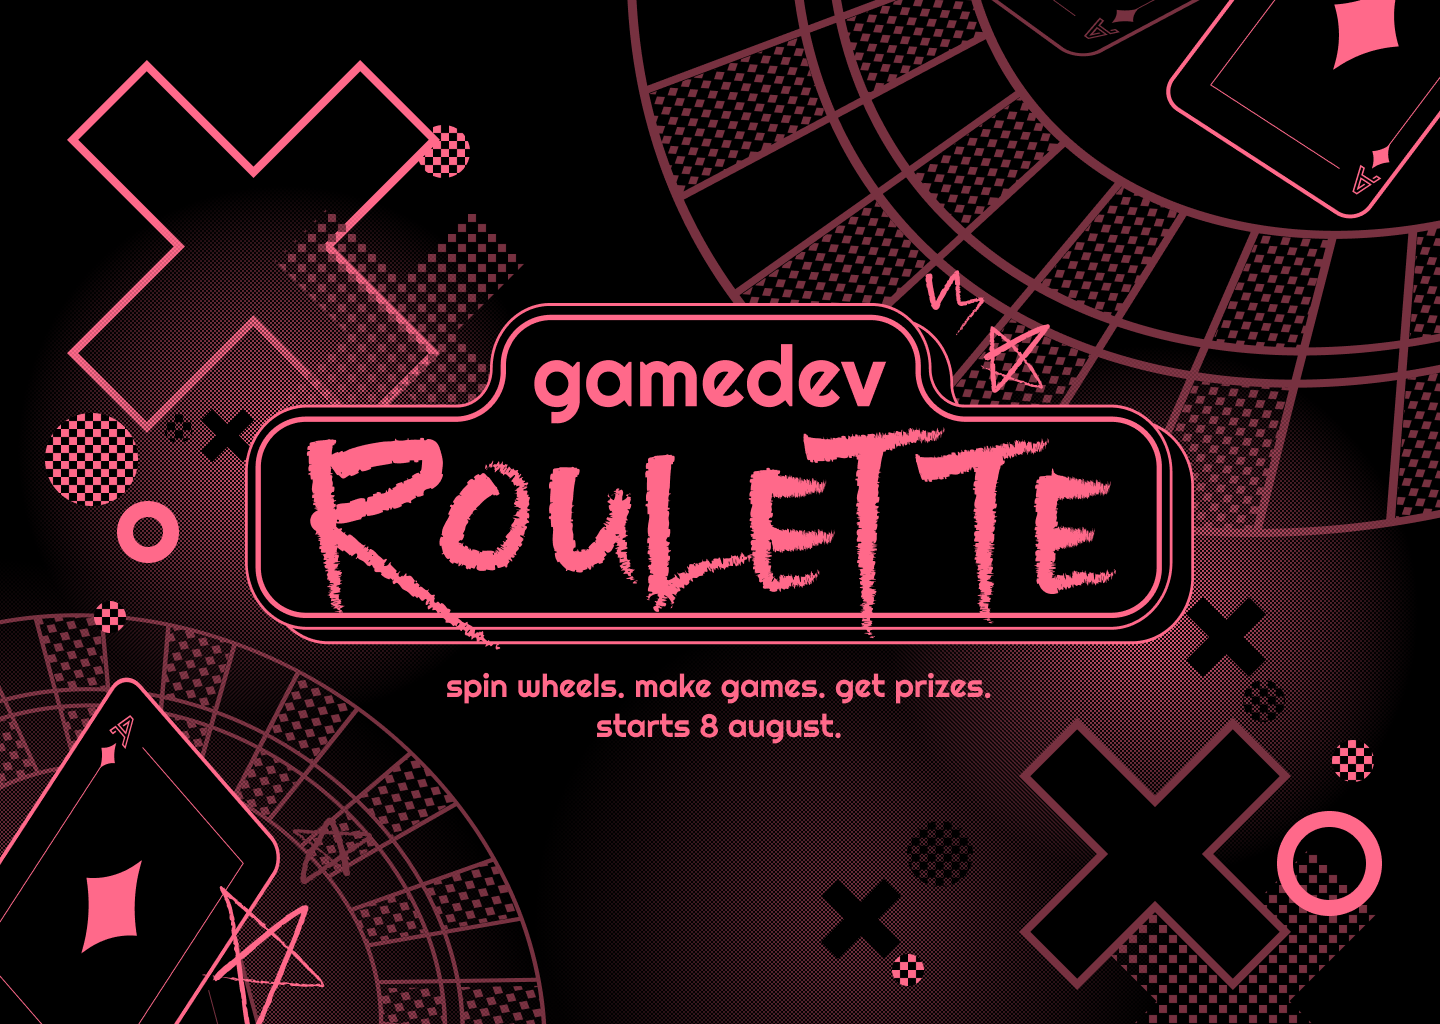 A
A
gamedev
ROULETTE
spin wheels. make games. get prizes.
starts 8 august.
A